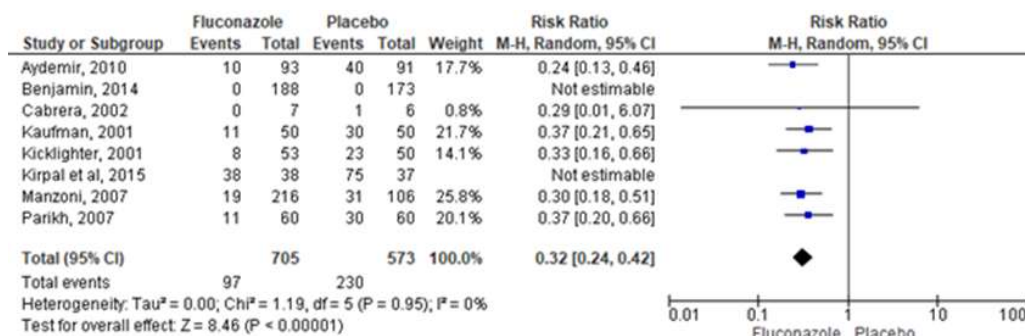 Fluconazole Placebo Risk Ratio Risk Ratio
Study or Subgroup Events Total Events Total Weight M-H, Random, 95% CI M-H, Random, 95% CI
Aydemir, 2010 10 93 40 91 17.7% 0.24 [0.13, 0.46]
Benjamin, 2014 0 188 0 173 Not estimable
Cabrera, 2002 0 7 1 6 0.8% 0.29 [0.01, 6.07]
Kaufman, 2001 11 50 30 50 21.7% 0.37 [0.21, 0.65]
Kicklighter, 2001 8 53 23 50 14.1% 0.33 [0.16, 0.66]
Kirpal et al, 2015 38 38 75 37 Not estimable
Manzoni, 2007 19 216 31 106 25.8% 0.30 [0.18, 0.51]
Parikh, 2007 11 60 30 60 20.1% 0.37 [0.20, 0.66]
Total (95% CI) 705 573 100.0% 0.32 [0.24, 0.42]
Total events 97 230
Heterogeneity: Tau² = 0.00; Chi² = 1.19, df = 5 (P = 0.95); I² = 0%
Test for overall effect: Z = 8.46 (P < 0.00001)
0.01 0.1 1 10 100
Fluconazole Placebo